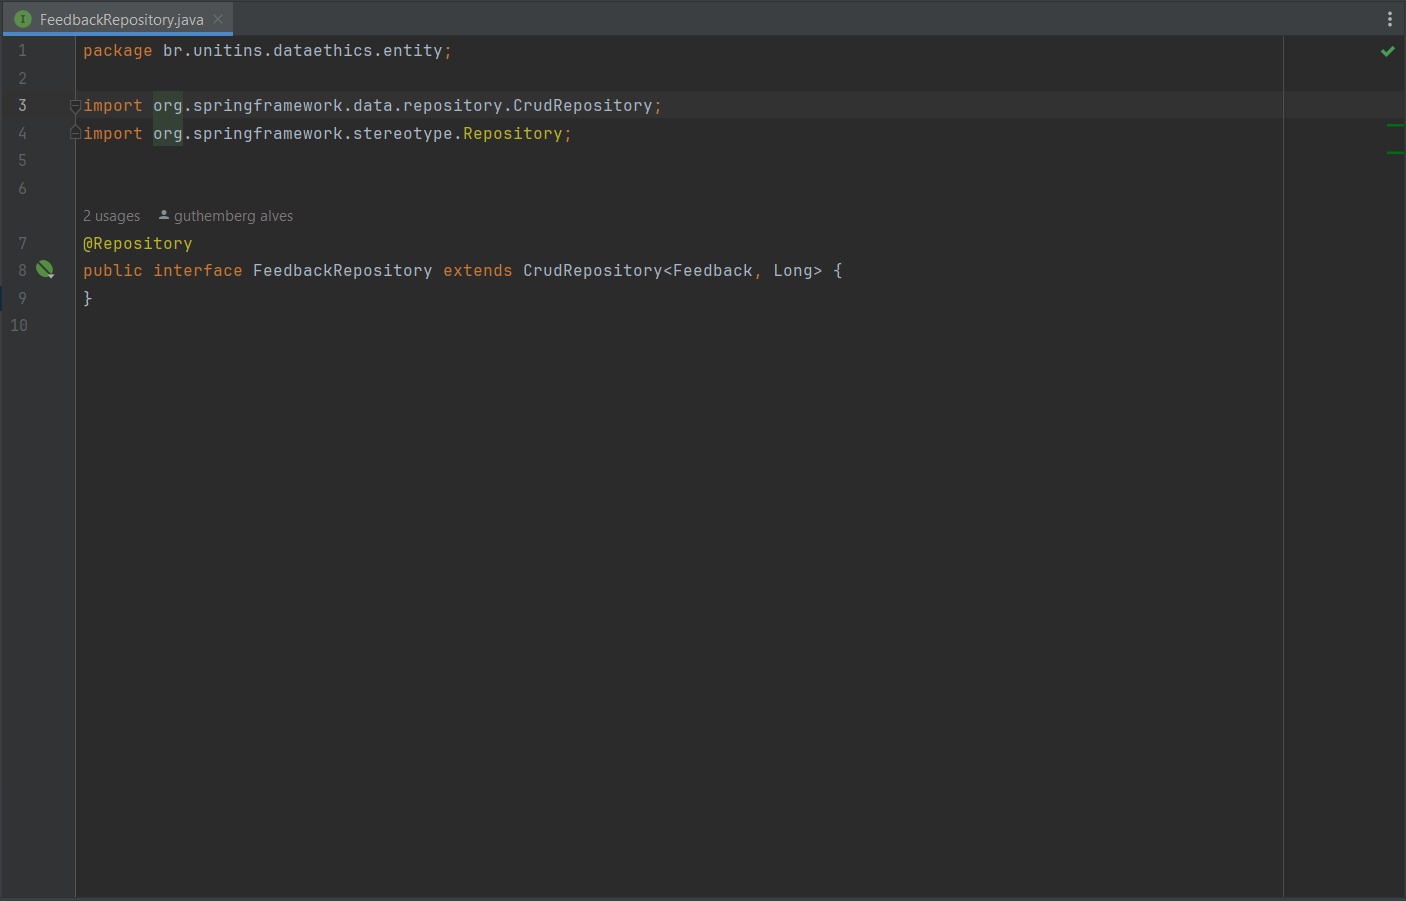 FeedbackRepository.java
1 package br.unitins.dataethics.entity;
2
3 import org.springframework.data.repository.CrudRepository;
4 import org.springframework.stereotype.Repository;
5
6
2 usages guthemberg alves
7 @Repository
8 public interface FeedbackRepository extends CrudRepository<Feedback, Long> {
9 }
10